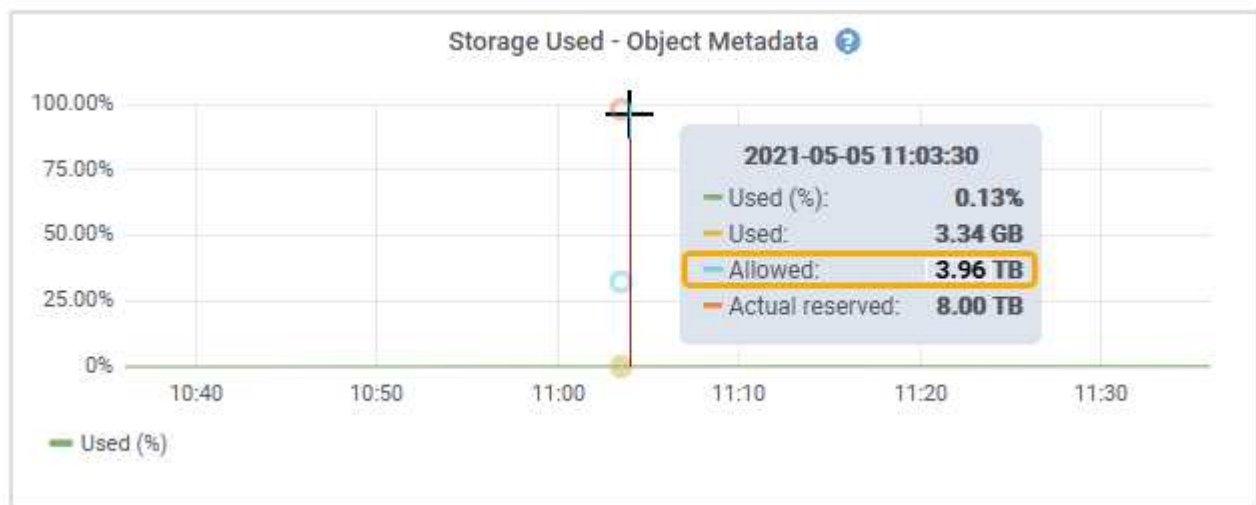 Storage Used - Object Metadata ?
100.00%
75.00%
50.00%
25.00%
0%
2021-05-05 11:03:30
Used (%): 0.13%
Used: 3.34 GB
Allowed: 3.96 TB
Actual reserved: 8.00 TB
10:40 10:50 11:00 11:10 11:20 11:30
Used (%)